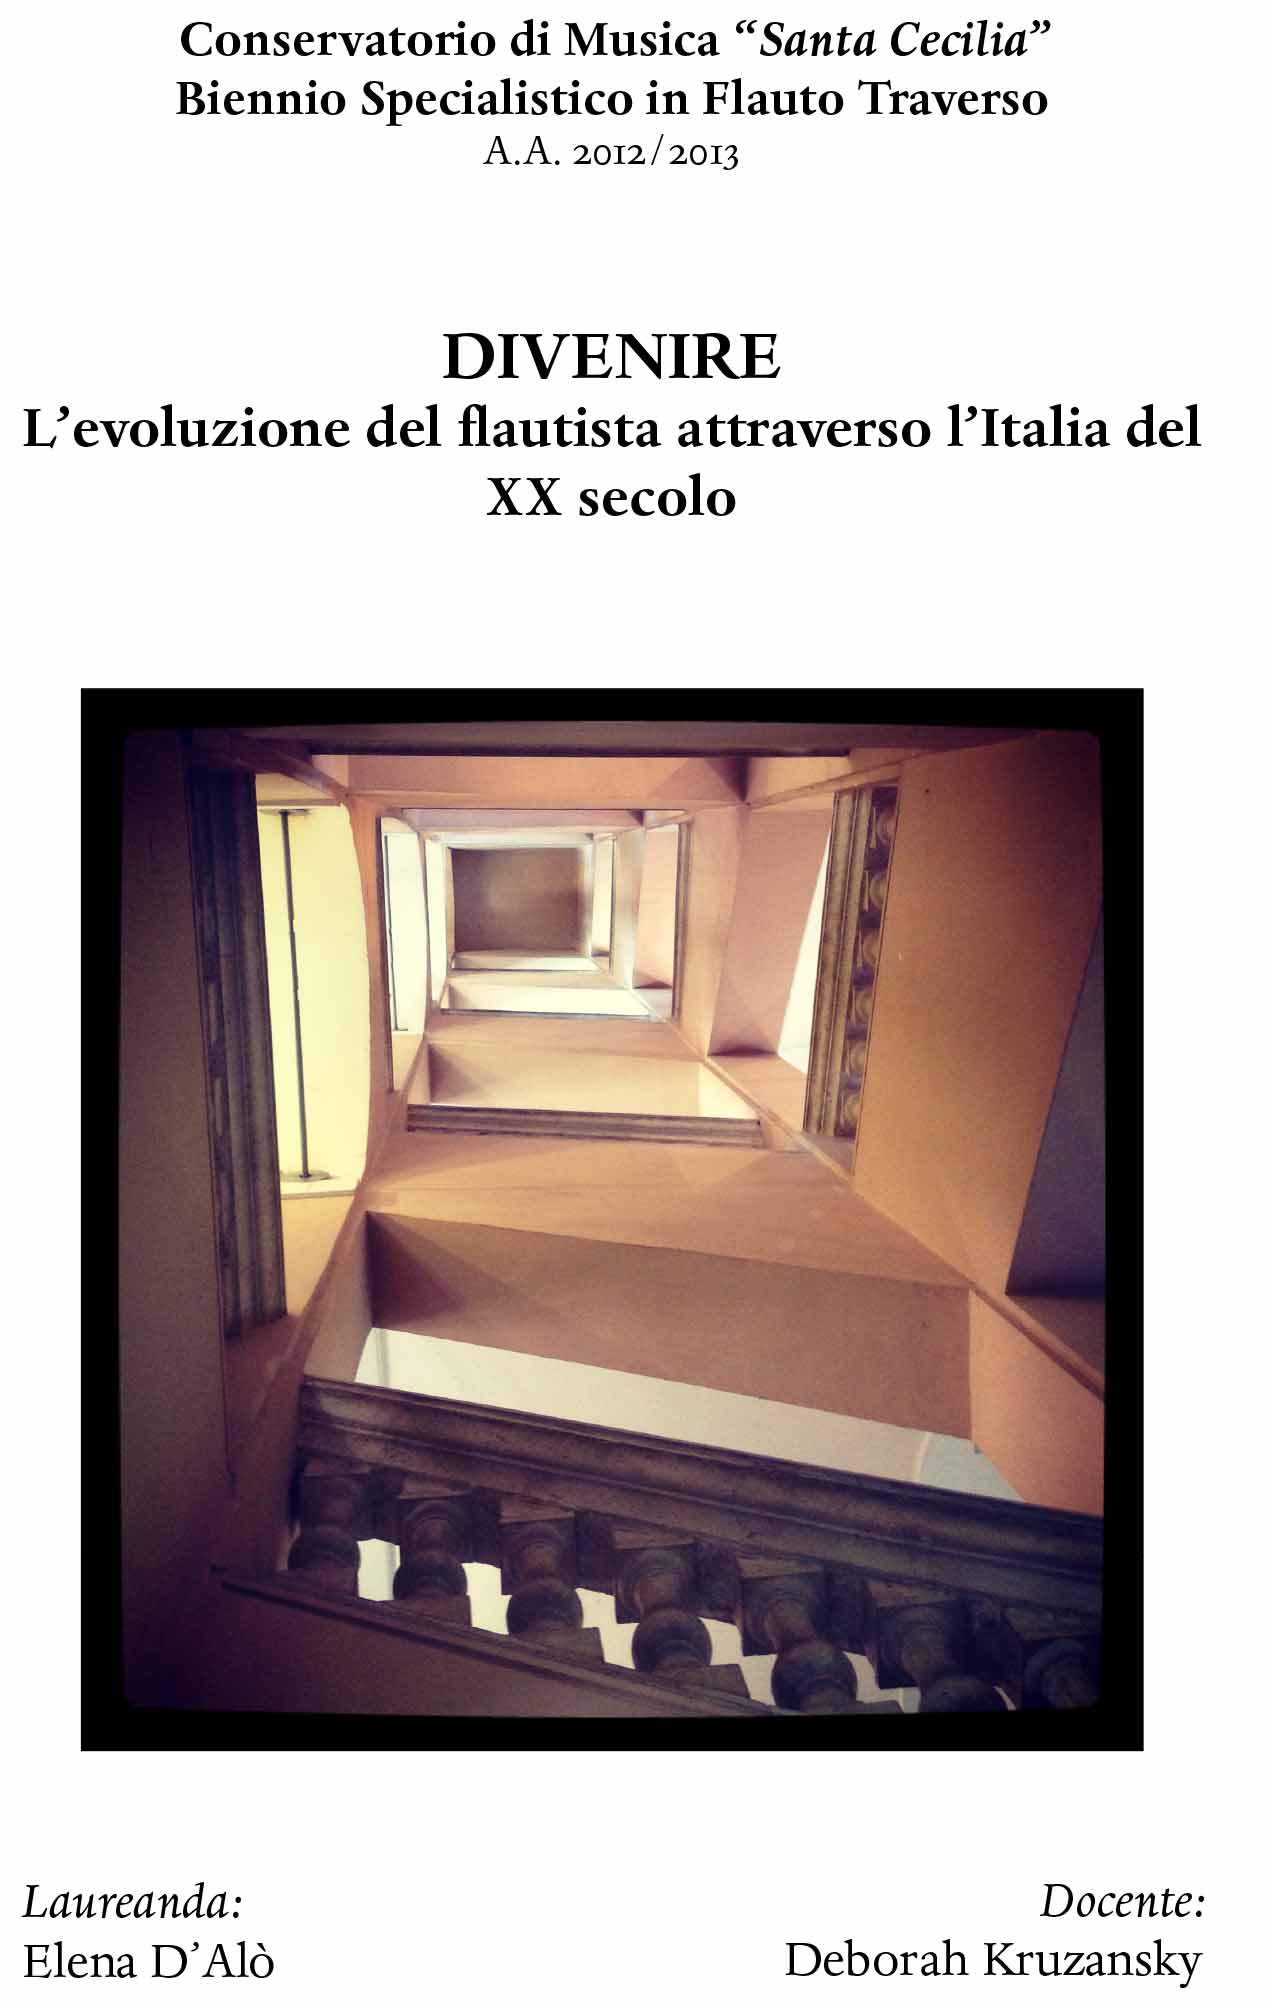 Conservatorio di Musica “Santa Cecilia”
Biennio Specialistico in Flauto Traverso
A.A. 2012/2013
DIVENIRE
L’evoluzione del flautista attraverso l’Italia del
XX secolo
Laureanda:
Docente:
Elena D’Alò
Deborah Kruzansky